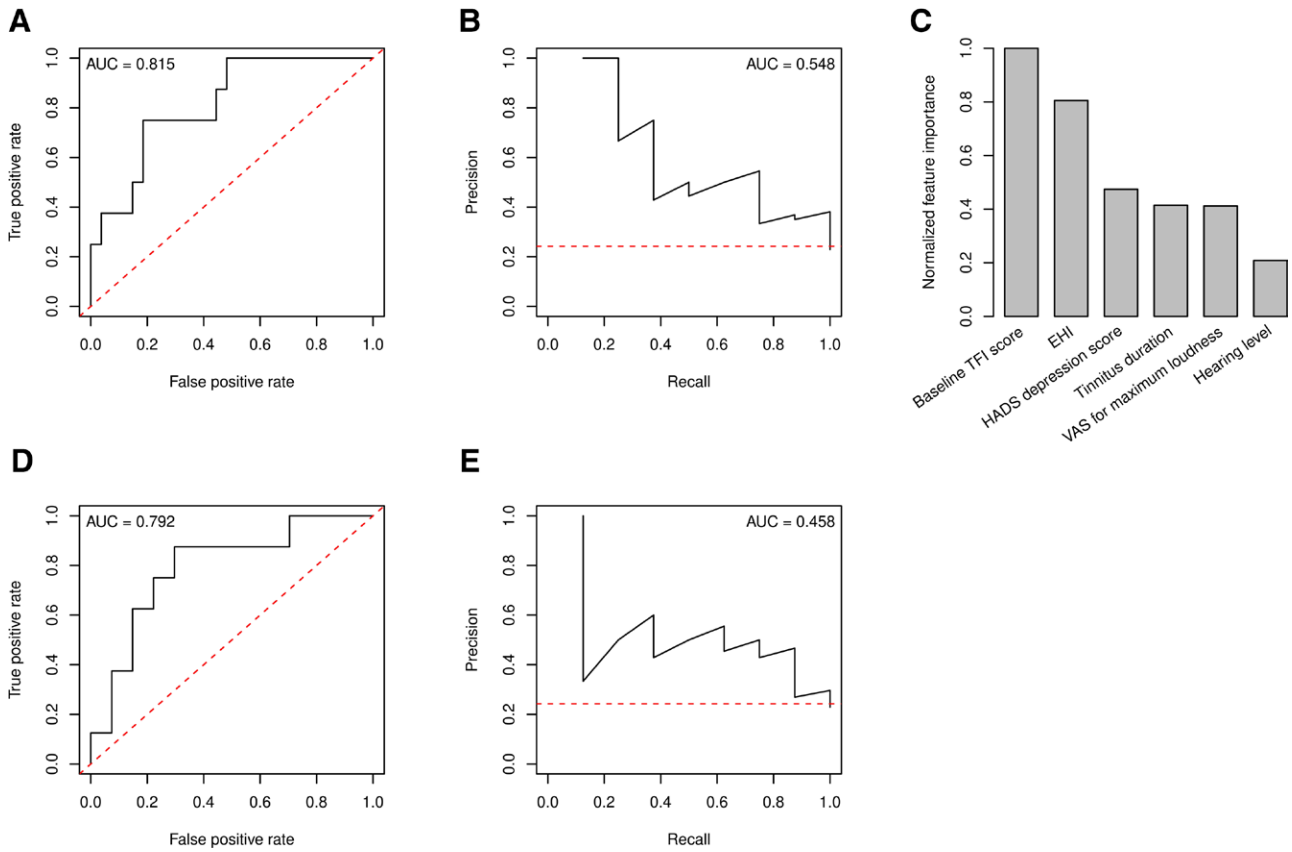 A
AUC = 0.815
True positive rate
0.0 0.2 0.4 0.6 0.8 1.0
0.0 0.2 0.4 0.6 0.8 1.0
False positive rate
B
AUC = 0.548
Precision
0.0 0.2 0.4 0.6 0.8 1.0
0.0 0.2 0.4 0.6 0.8 1.0
Recall
C
Normalized feature importance
0.0 0.2 0.4 0.6 0.8 1.0
Baseline TFI score
EHI
HADS depression score
Tinnitus duration
VAS for maximum loudness
Hearing level
D
AUC = 0.792
True positive rate
0.0 0.2 0.4 0.6 0.8 1.0
0.0 0.2 0.4 0.6 0.8 1.0
False positive rate
E
AUC = 0.458
Precision
0.0 0.2 0.4 0.6 0.8 1.0
0.0 0.2 0.4 0.6 0.8 1.0
Recall